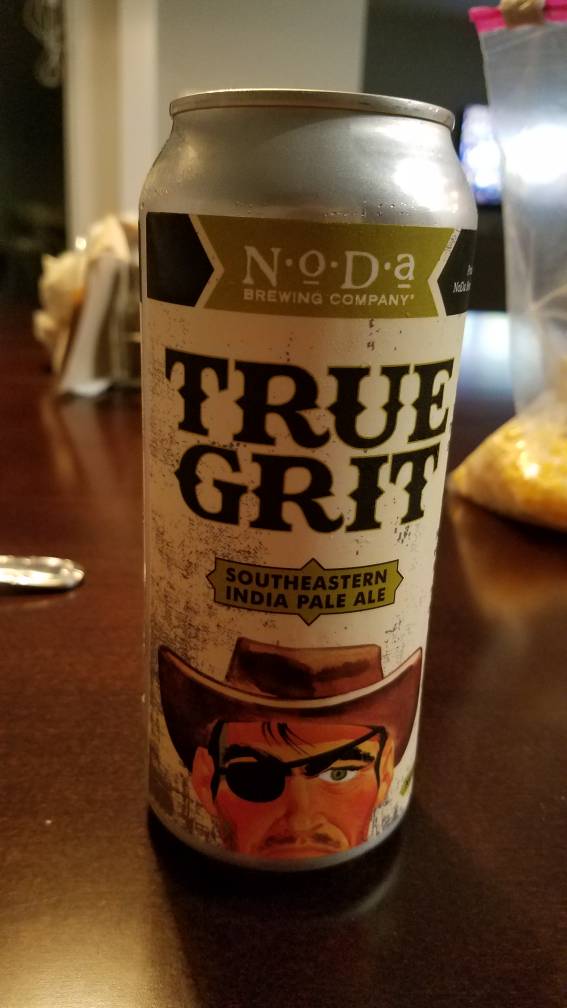 N·o·D·a
BREWING COMPANY
TRUE
GRIT
SOUTHEASTERN
INDIA PALE ALE